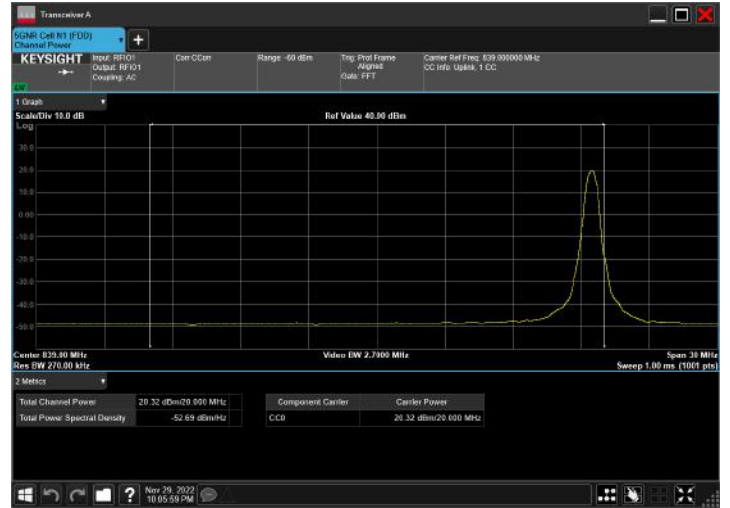 Transceiver A
5GNR Cell N1 (FDD)
Channel Power
KEYSIGHT
Input: RFIO1
Output: RFIO1
Coupling: AC
Corr CCorr
Range -60 dBm
Trig: Prot Frame
Aligned
Gate: FFT
Carrier Ref Freq: 839.000000 MHz
CC Info: Uplink, 1 CC
1 Graph
Scale/Div 10.0 dB
Ref Value 40.00 dBm
Log
30.0
20.0
10.0
0.00
-10.0
-20.0
-30.0
-40.0
-50.0
Center 839.00 MHz
Video BW 2.7000 MHz
Span 30 MHz
Res BW 270.00 kHz
Sweep 1.00 ms (1001 pts)
2 Metrics
Total Channel Power 20.32 dBm/20.000 MHz
Total Power Spectral Density -52.69 dBm/Hz
Component Carrier Carrier Power
CC0 20.32 dBm/20.000 MHz
Nov 29, 2022
10:05:59 PM